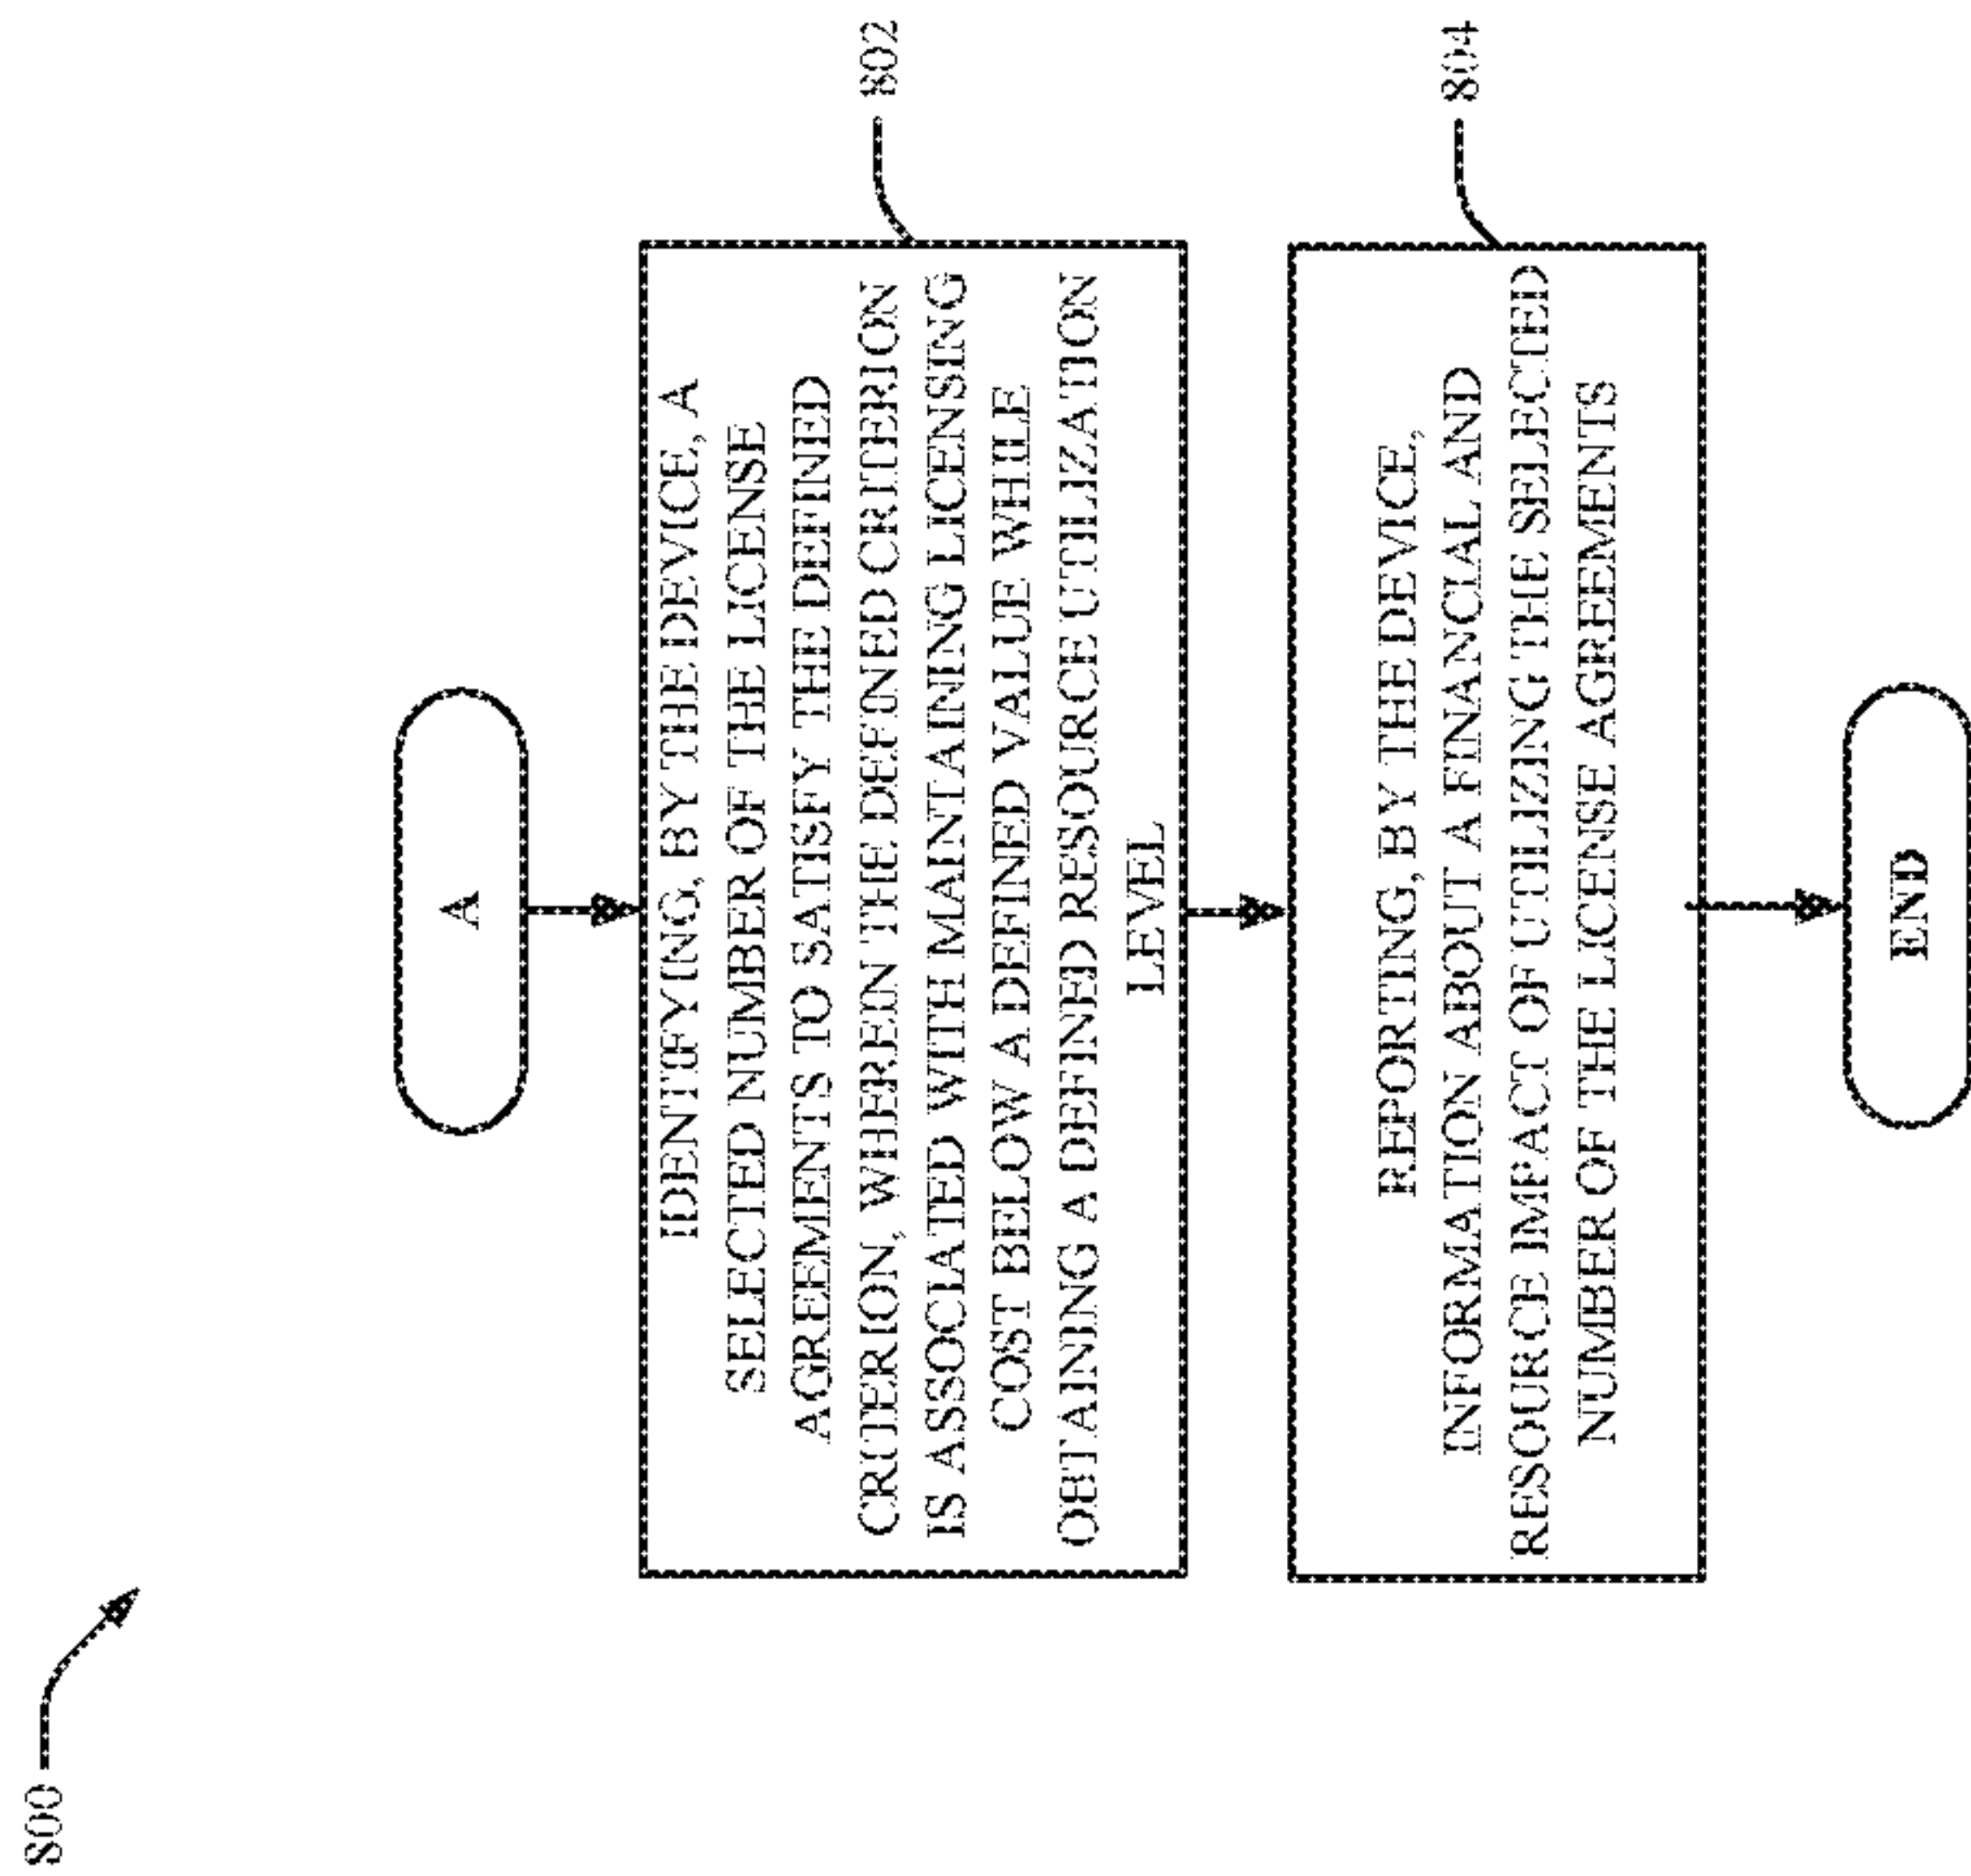 800
A
IDENTIFYING, BY THE DEVICE, A
SELECTED NUMBER OF THE LICENSE
AGREEMENTS TO SATISFY THE DEFINED
CRITERION, WHEREIN THE DEFINED CRITERION
IS ASSOCIATED WITH MAINTAINING LICENSING
COST BELOW A DEFINED VALUE WHILE
OBTAINING A DEFINED RESOURCE UTILIZATION
LEVEL
802
REPORTING, BY THE DEVICE,
INFORMATION ABOUT A FINANCIAL AND
RESOURCE IMPACT OF UTILIZING THE SELECTED
NUMBER OF THE LICENSE AGREEMENTS
804
END